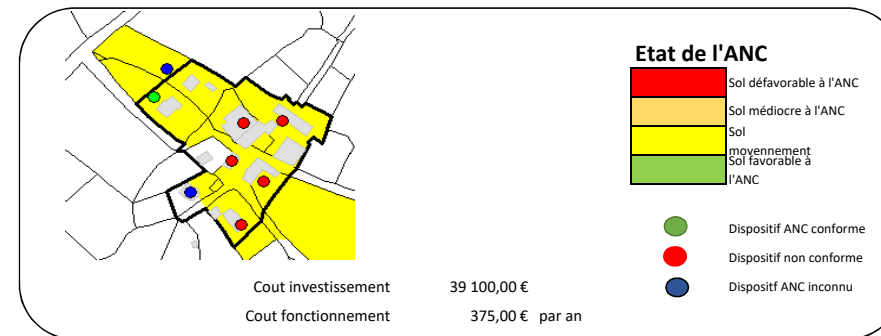 Etat de l'ANC
Sol défavorable à l'ANC
Sol médiocre à l'ANC
Sol
moyennement
Sol favorable à
l'ANC
Dispositif ANC conforme
Dispositif non conforme
Dispositf ANC inconnu
Cout investissement 39 100,00 €
Cout fonctionnement 375,00 € par an